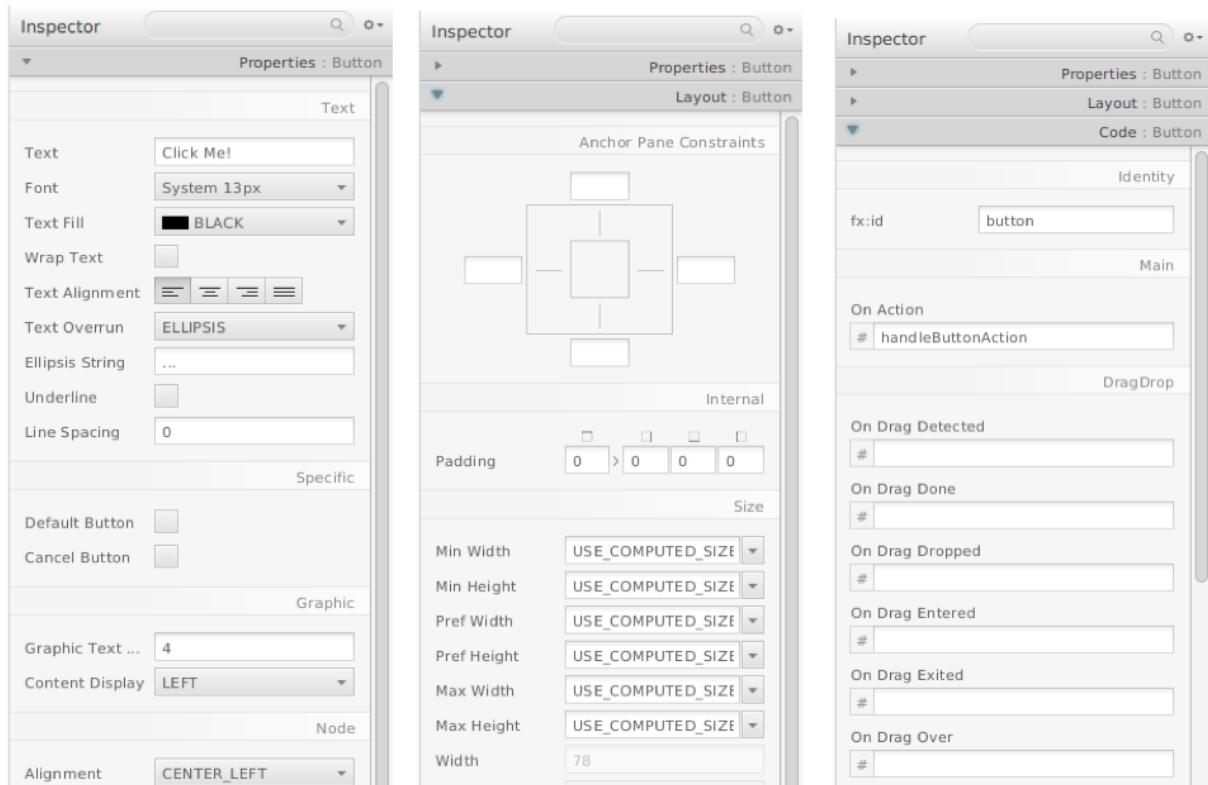 Inspector
Properties : Button
Text
Text Click Me!
Font System 13px
Text Fill BLACK
Wrap Text
Text Alignment
Text Overrun ELLIPSIS
Ellipsis String ...
Underline
Line Spacing 0
Specific
Default Button
Cancel Button
Graphic
Graphic Text ... 4
Content Display LEFT
Node
Alignment CENTER_LEFT
Inspector
Properties : Button
Layout : Button
Anchor Pane Constraints
Internal
Padding 0 > 0 0 0
Size
Min Width USE_COMPUTED_SIZE
Min Height USE_COMPUTED_SIZE
Pref Width USE_COMPUTED_SIZE
Pref Height USE_COMPUTED_SIZE
Max Width USE_COMPUTED_SIZE
Max Height USE_COMPUTED_SIZE
Width 78
Inspector
Properties : Button
Layout : Button
Code : Button
Identity
fx:id button
Main
On Action
# handleButtonAction
DragDrop
On Drag Detected
#
On Drag Done
#
On Drag Dropped
#
On Drag Entered
#
On Drag Exited
#
On Drag Over
#